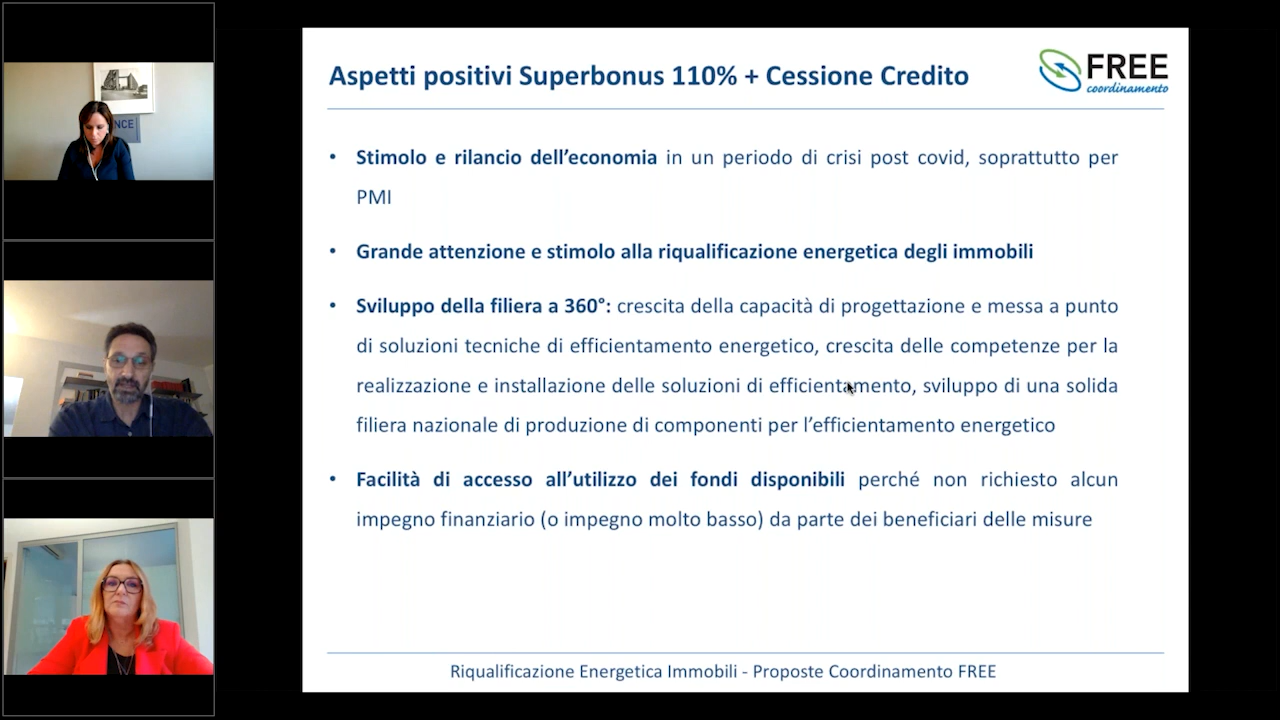 NCE
Aspetti positivi Superbonus 110% + Cessione Credito
FREE
coordinamento
• Stimolo e rilancio dell’economia in un periodo di crisi post covid, soprattutto per
PMI
• Grande attenzione e stimolo alla riqualificazione energetica degli immobili
• Sviluppo della filiera a 360°: crescita della capacità di progettazione e messa a punto
di soluzioni tecniche di efficientamento energetico, crescita delle competenze per la
realizzazione e installazione delle soluzioni di efficientamento, sviluppo di una solida
filiera nazionale di produzione di componenti per l’efficientamento energetico
• Facilità di accesso all’utilizzo dei fondi disponibili perché non richiesto alcun
impegno finanziario (o impegno molto basso) da parte dei beneficiari delle misure
Riqualificazione Energetica Immobili - Proposte Coordinamento FREE